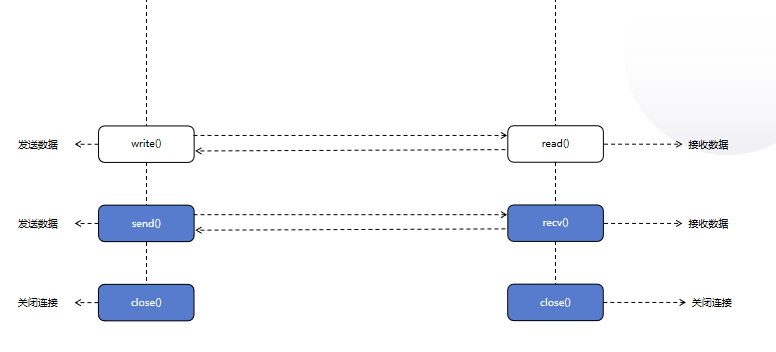 发送数据
write()
read()
接收数据
发送数据
send()
recv()
接收数据
关闭连接
close()
close()
关闭连接